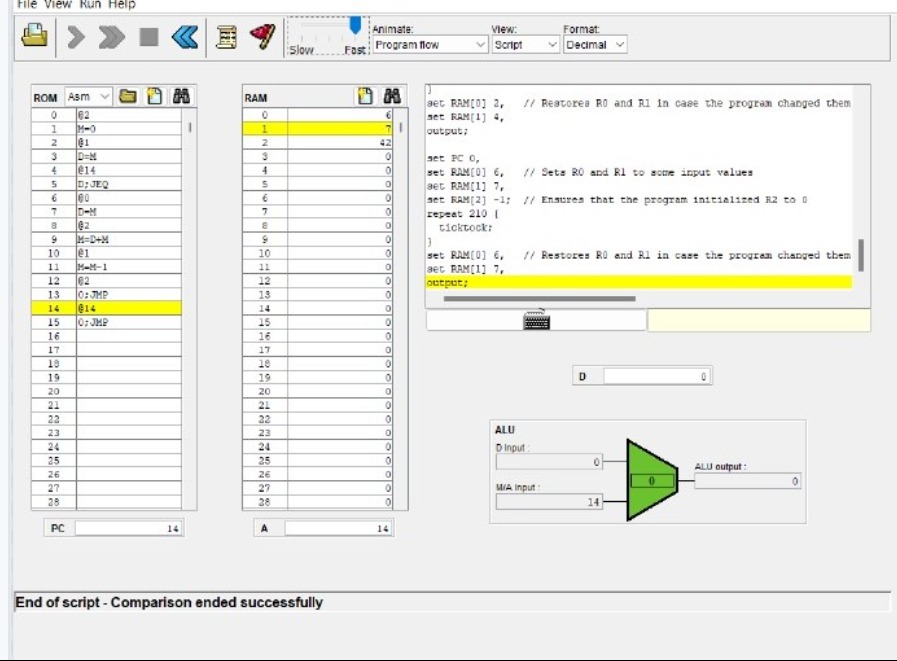 File View Run Help
Slow Fast
Animate:
Program flow
View:
Script
Format:
Decimal
ROM Asm
0 @2
1 M=0
2 @1
3 D=M
4 @14
5 D;JEQ
6 @0
7 D=M
8 @2
9 M=D+M
10 @1
11 M=M-1
12 @2
13 0;JMP
14 @14
15 0;JMP
16
17
18
19
20
21
22
23
24
25
26
27
28
PC 14
RAM
0 6
1 7
2 42
3 0
4 0
5 0
6 0
7 0
8 0
9 0
10 0
11 0
12 0
13 0
14 0
15 0
16 0
17 0
18 0
19 0
20 0
21 0
22 0
23 0
24 0
25 0
26 0
27 0
28 0
A 14
}
set RAM[0] 2, // Restores R0 and R1 in case the program changed them
set RAM[1] 4,
output;
set PC 0,
set RAM[0] 6, // Sets R0 and R1 to some input values
set RAM[1] 7,
set RAM[2] -1; // Ensures that the program initialized R2 to 0
repeat 210 {
ticktock;
}
set RAM[0] 6, // Restores R0 and R1 in case the program changed them
set RAM[1] 7,
output;
D 0
ALU
D Input :
0
M/A Input :
14
0
ALU output :
0
End of script - Comparison ended successfully